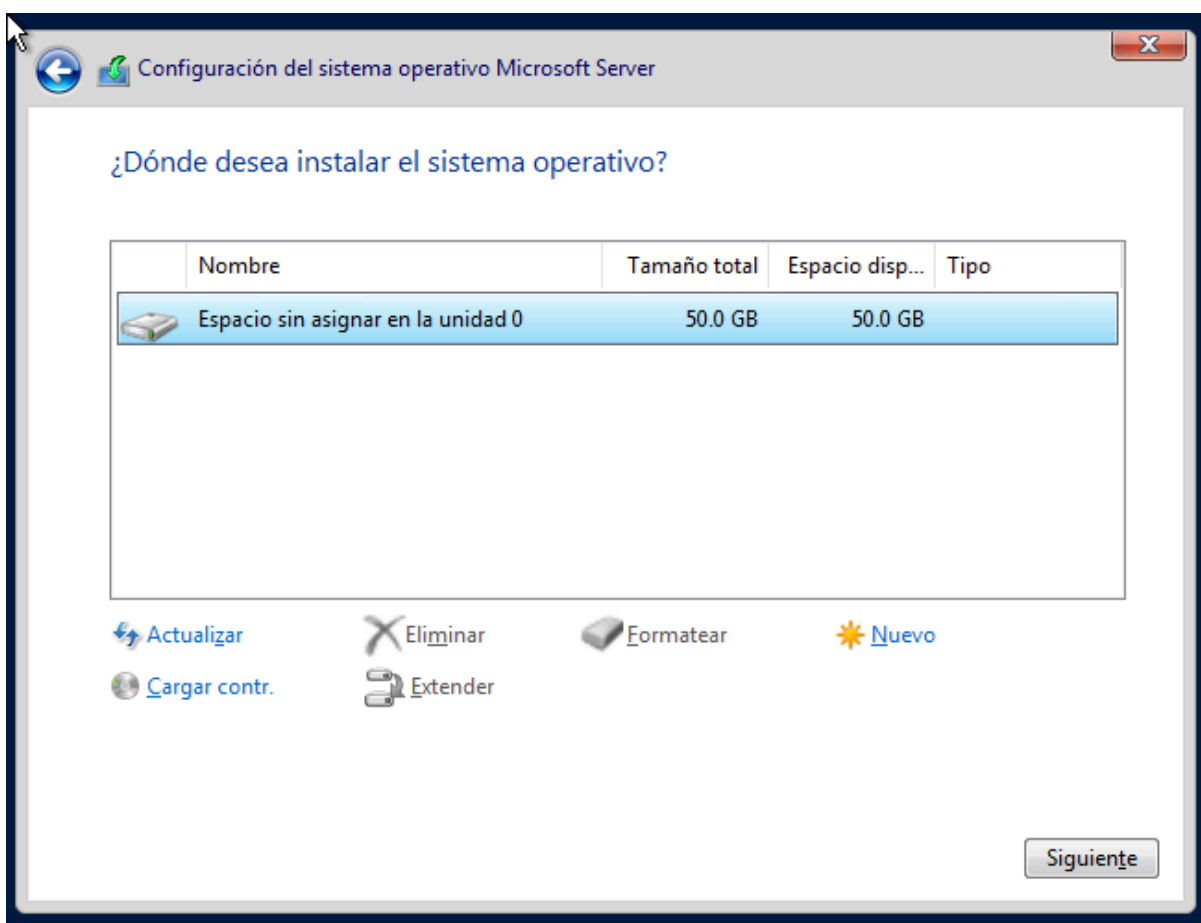 Configuración del sistema operativo Microsoft Server
¿Dónde desea instalar el sistema operativo?
Nombre Tamaño total Espacio disp... Tipo
Espacio sin asignar en la unidad 0 50.0 GB 50.0 GB
Actualizar Eliminar Formatear Nuevo
Cargar contr. Extender
Siguiente